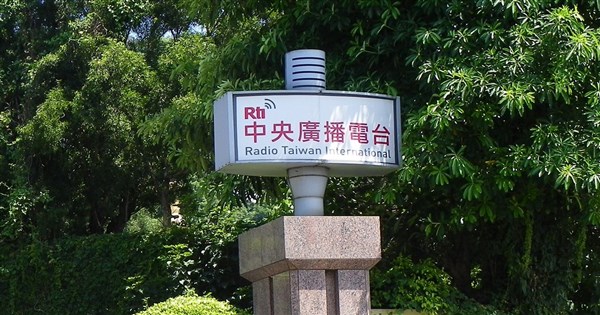 Rti
中央廣播電台
Radio Taiwan International